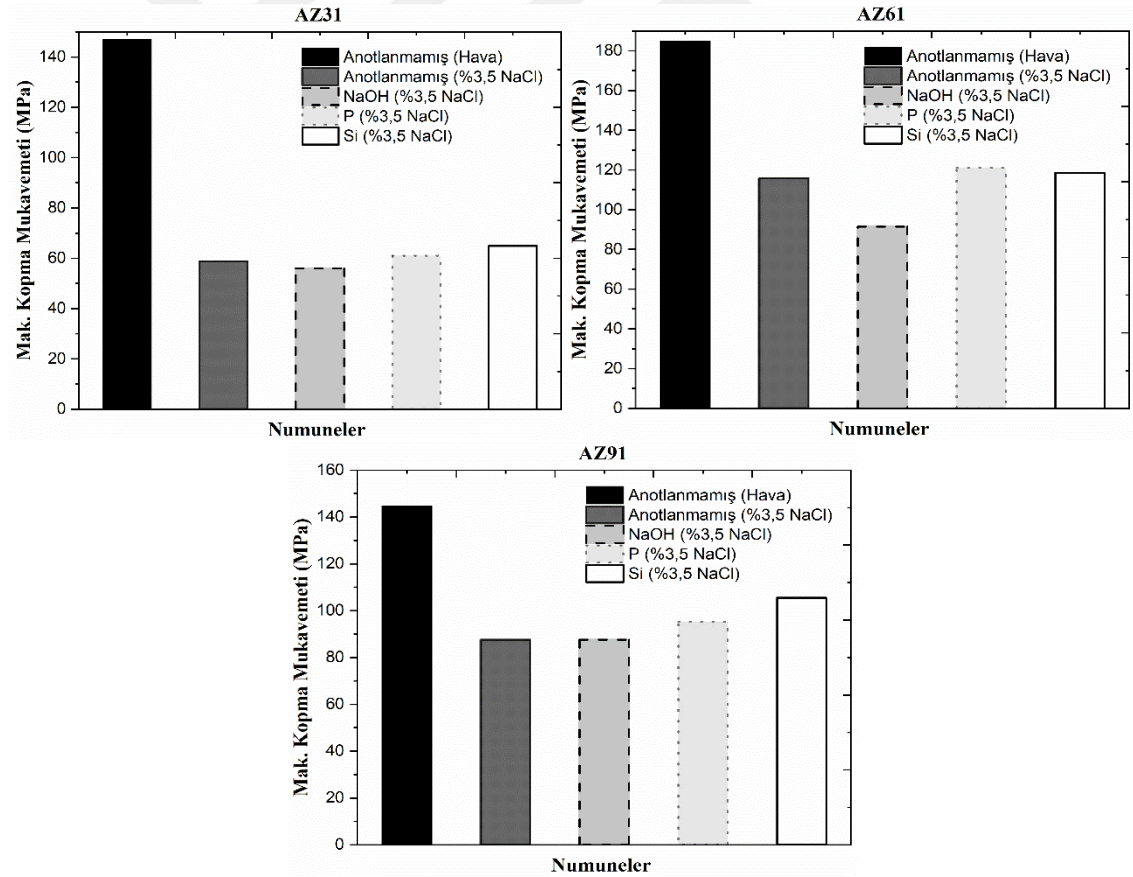 AZ31
Mak. Kopma Mukavemeti (MPa)
140
120
100
80
60
40
20
0
Anotlanmamış (Hava)
Anotlanmamış (%3,5 NaCl)
NaOH (%3,5 NaCl)
P (%3,5 NaCl)
Si (%3,5 NaCl)
Numuneler
AZ61
Mak. Kopma Mukavemeti (MPa)
180
160
140
120
100
80
60
40
20
0
Anotlanmamış (Hava)
Anotlanmamış (%3,5 NaCl)
NaOH (%3,5 NaCl)
P (%3,5 NaCl)
Si (%3,5 NaCl)
Numuneler
AZ91
Mak. Kopma Mukavemeti (MPa)
160
140
120
100
80
60
40
20
0
Anotlanmamış (Hava)
Anotlanmamış (%3,5 NaCl)
NaOH (%3,5 NaCl)
P (%3,5 NaCl)
Si (%3,5 NaCl)
Numuneler